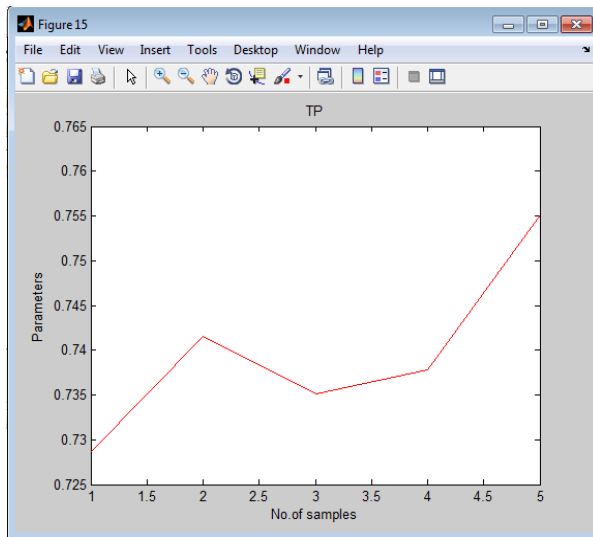 Figure 15
File Edit View Insert Tools Desktop Window Help
TP
0.765
0.76
0.755
0.75
0.745
0.74
0.735
0.73
0.725
Parameters
1 1.5 2 2.5 3 3.5 4 4.5 5
No.of samples